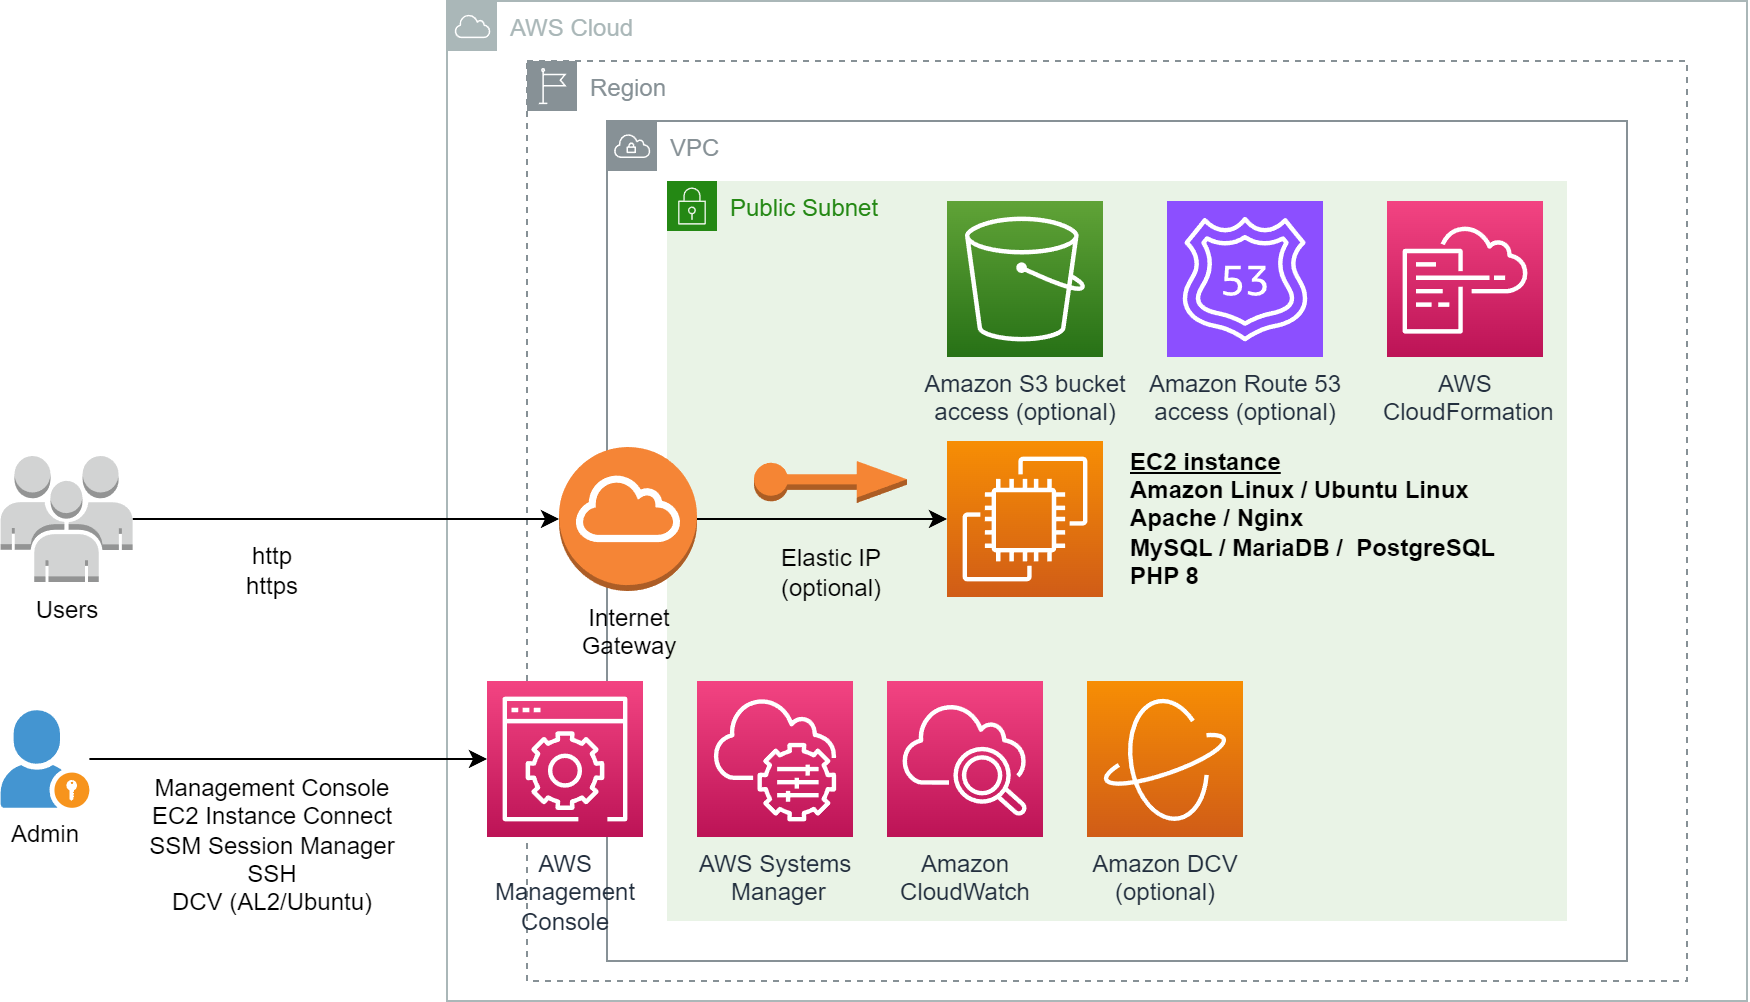 AWS Cloud
Region
VPC
Public Subnet
53
Amazon S3 bucket
access (optional)
Amazon Route 53
access (optional)
AWS
CloudFormation
Users
http
https
Internet
Gateway
Elastic IP
(optional)
EC2 instance
Amazon Linux / Ubuntu Linux
Apache / Nginx
MySQL / MariaDB /  PostgreSQL
PHP 8
Admin
Management Console
EC2 Instance Connect
SSM Session Manager
SSH
DCV (AL2/Ubuntu)
AWS
Management
Console
AWS Systems
Manager
Amazon
CloudWatch
Amazon DCV
(optional)